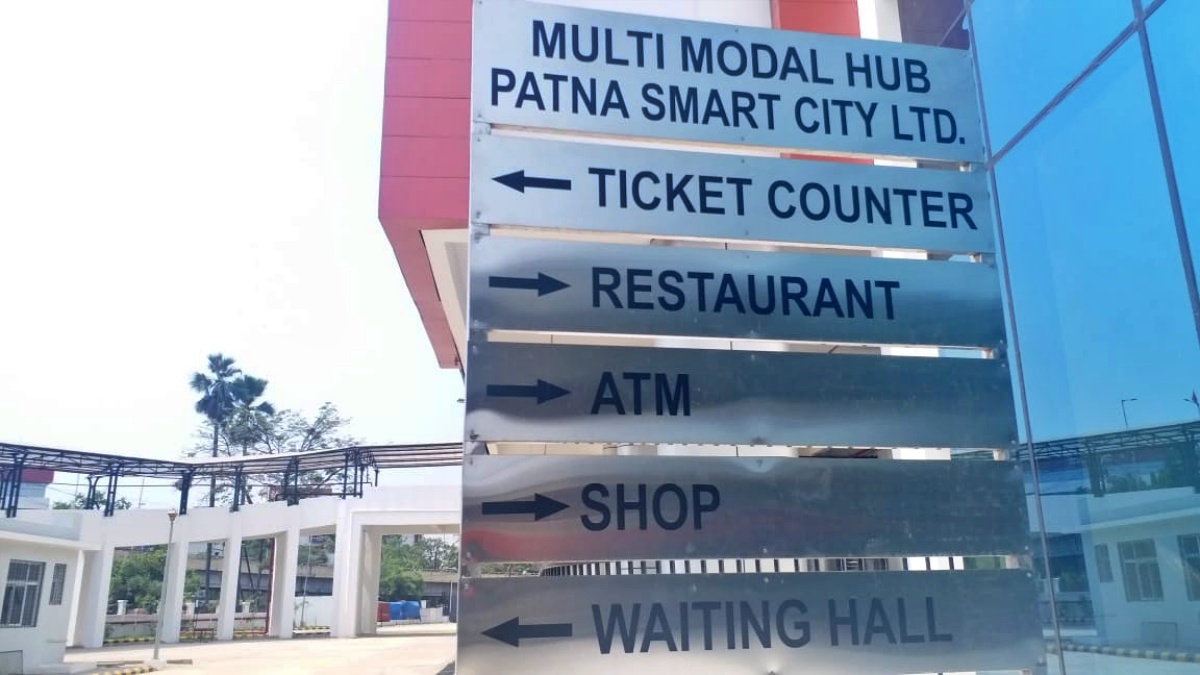 MULTI MODAL HUB
PATNA SMART CITY LTD.
← TICKET COUNTER
→ RESTAURANT
→ ATM
→ SHOP
← WAITING HALL